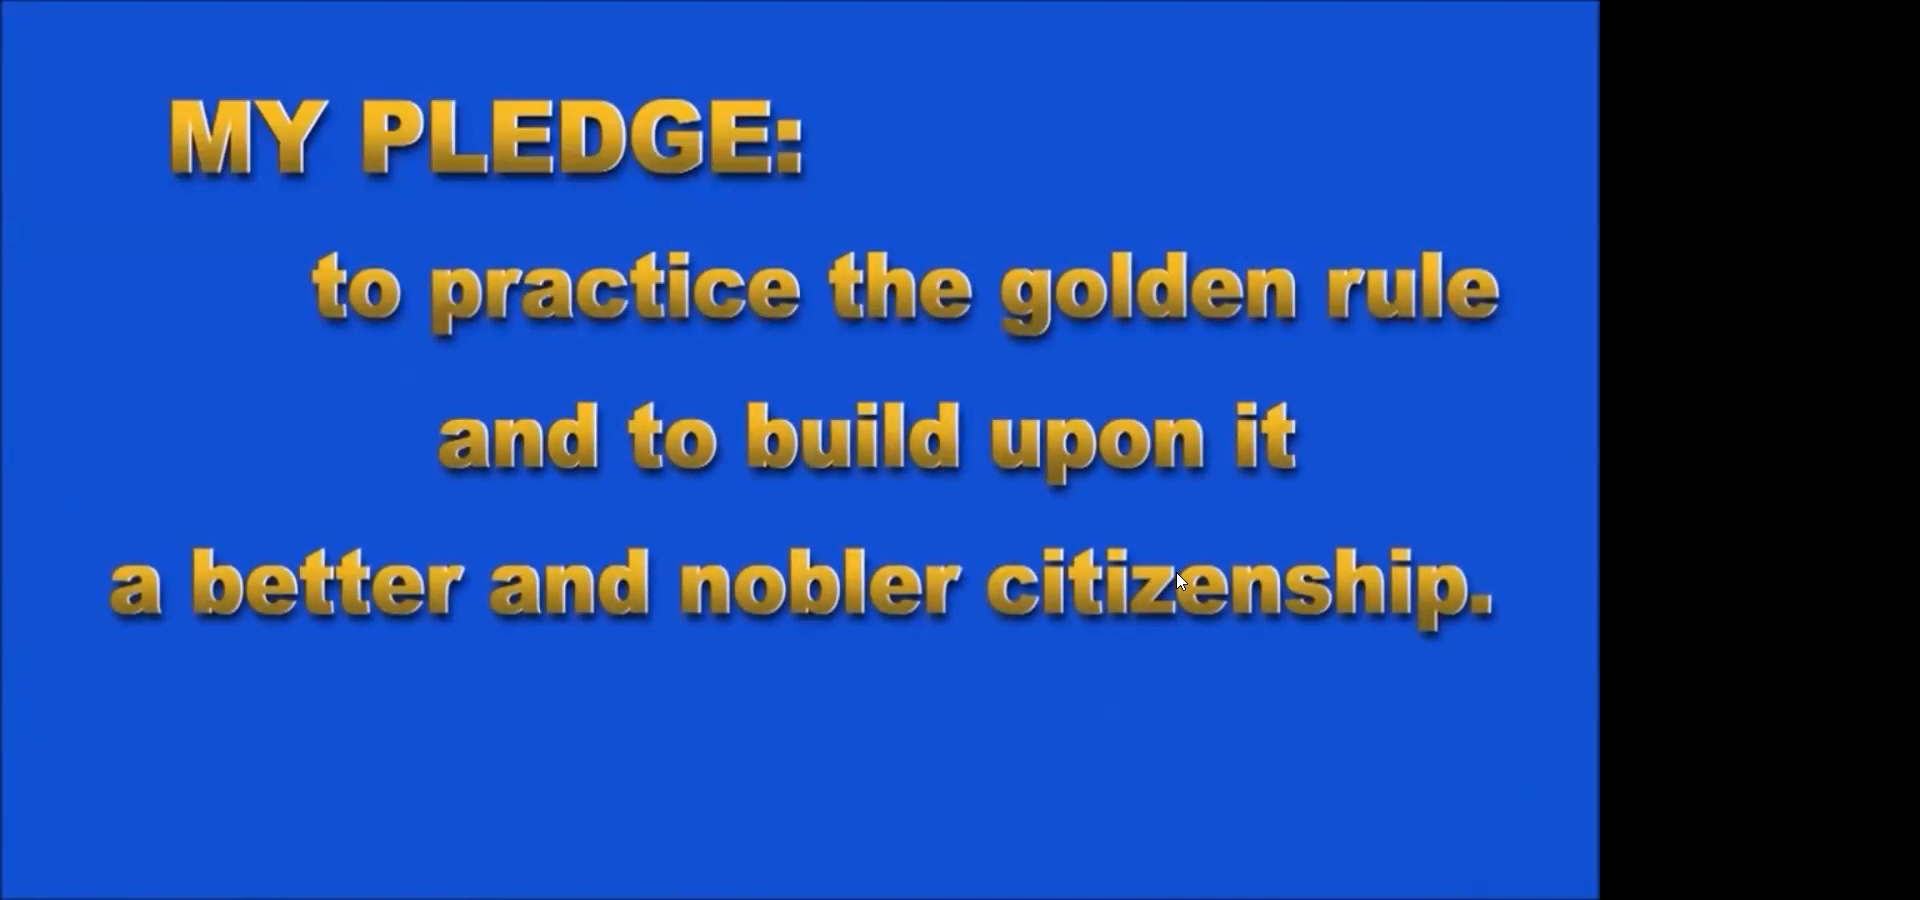 MY PLEDGE:
to practice the golden rule
and to build upon it
a better and nobler citizenship.